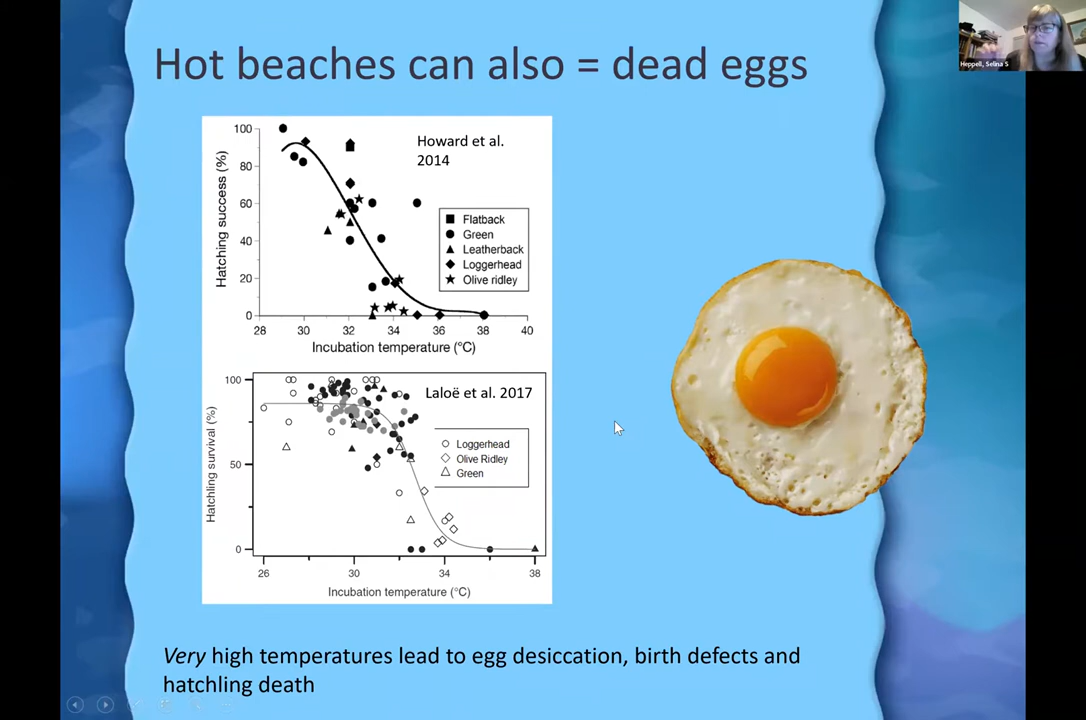 Hot beaches can also = dead eggs
Heppell, Selina S
Howard et al.
2014
Hatching success (%)
100
80
60
40
20
0
Flatback
Green
Leatherback
Loggerhead
Olive ridley
28 30 32 34 36 38 40
Incubation temperature (°C)
Laloë et al. 2017
Hatchling survival (%)
100
50
0
Loggerhead
Olive Ridley
Green
26 30 34 38
Incubation temperature (°C)
Very high temperatures lead to egg desiccation, birth defects and
hatchling death